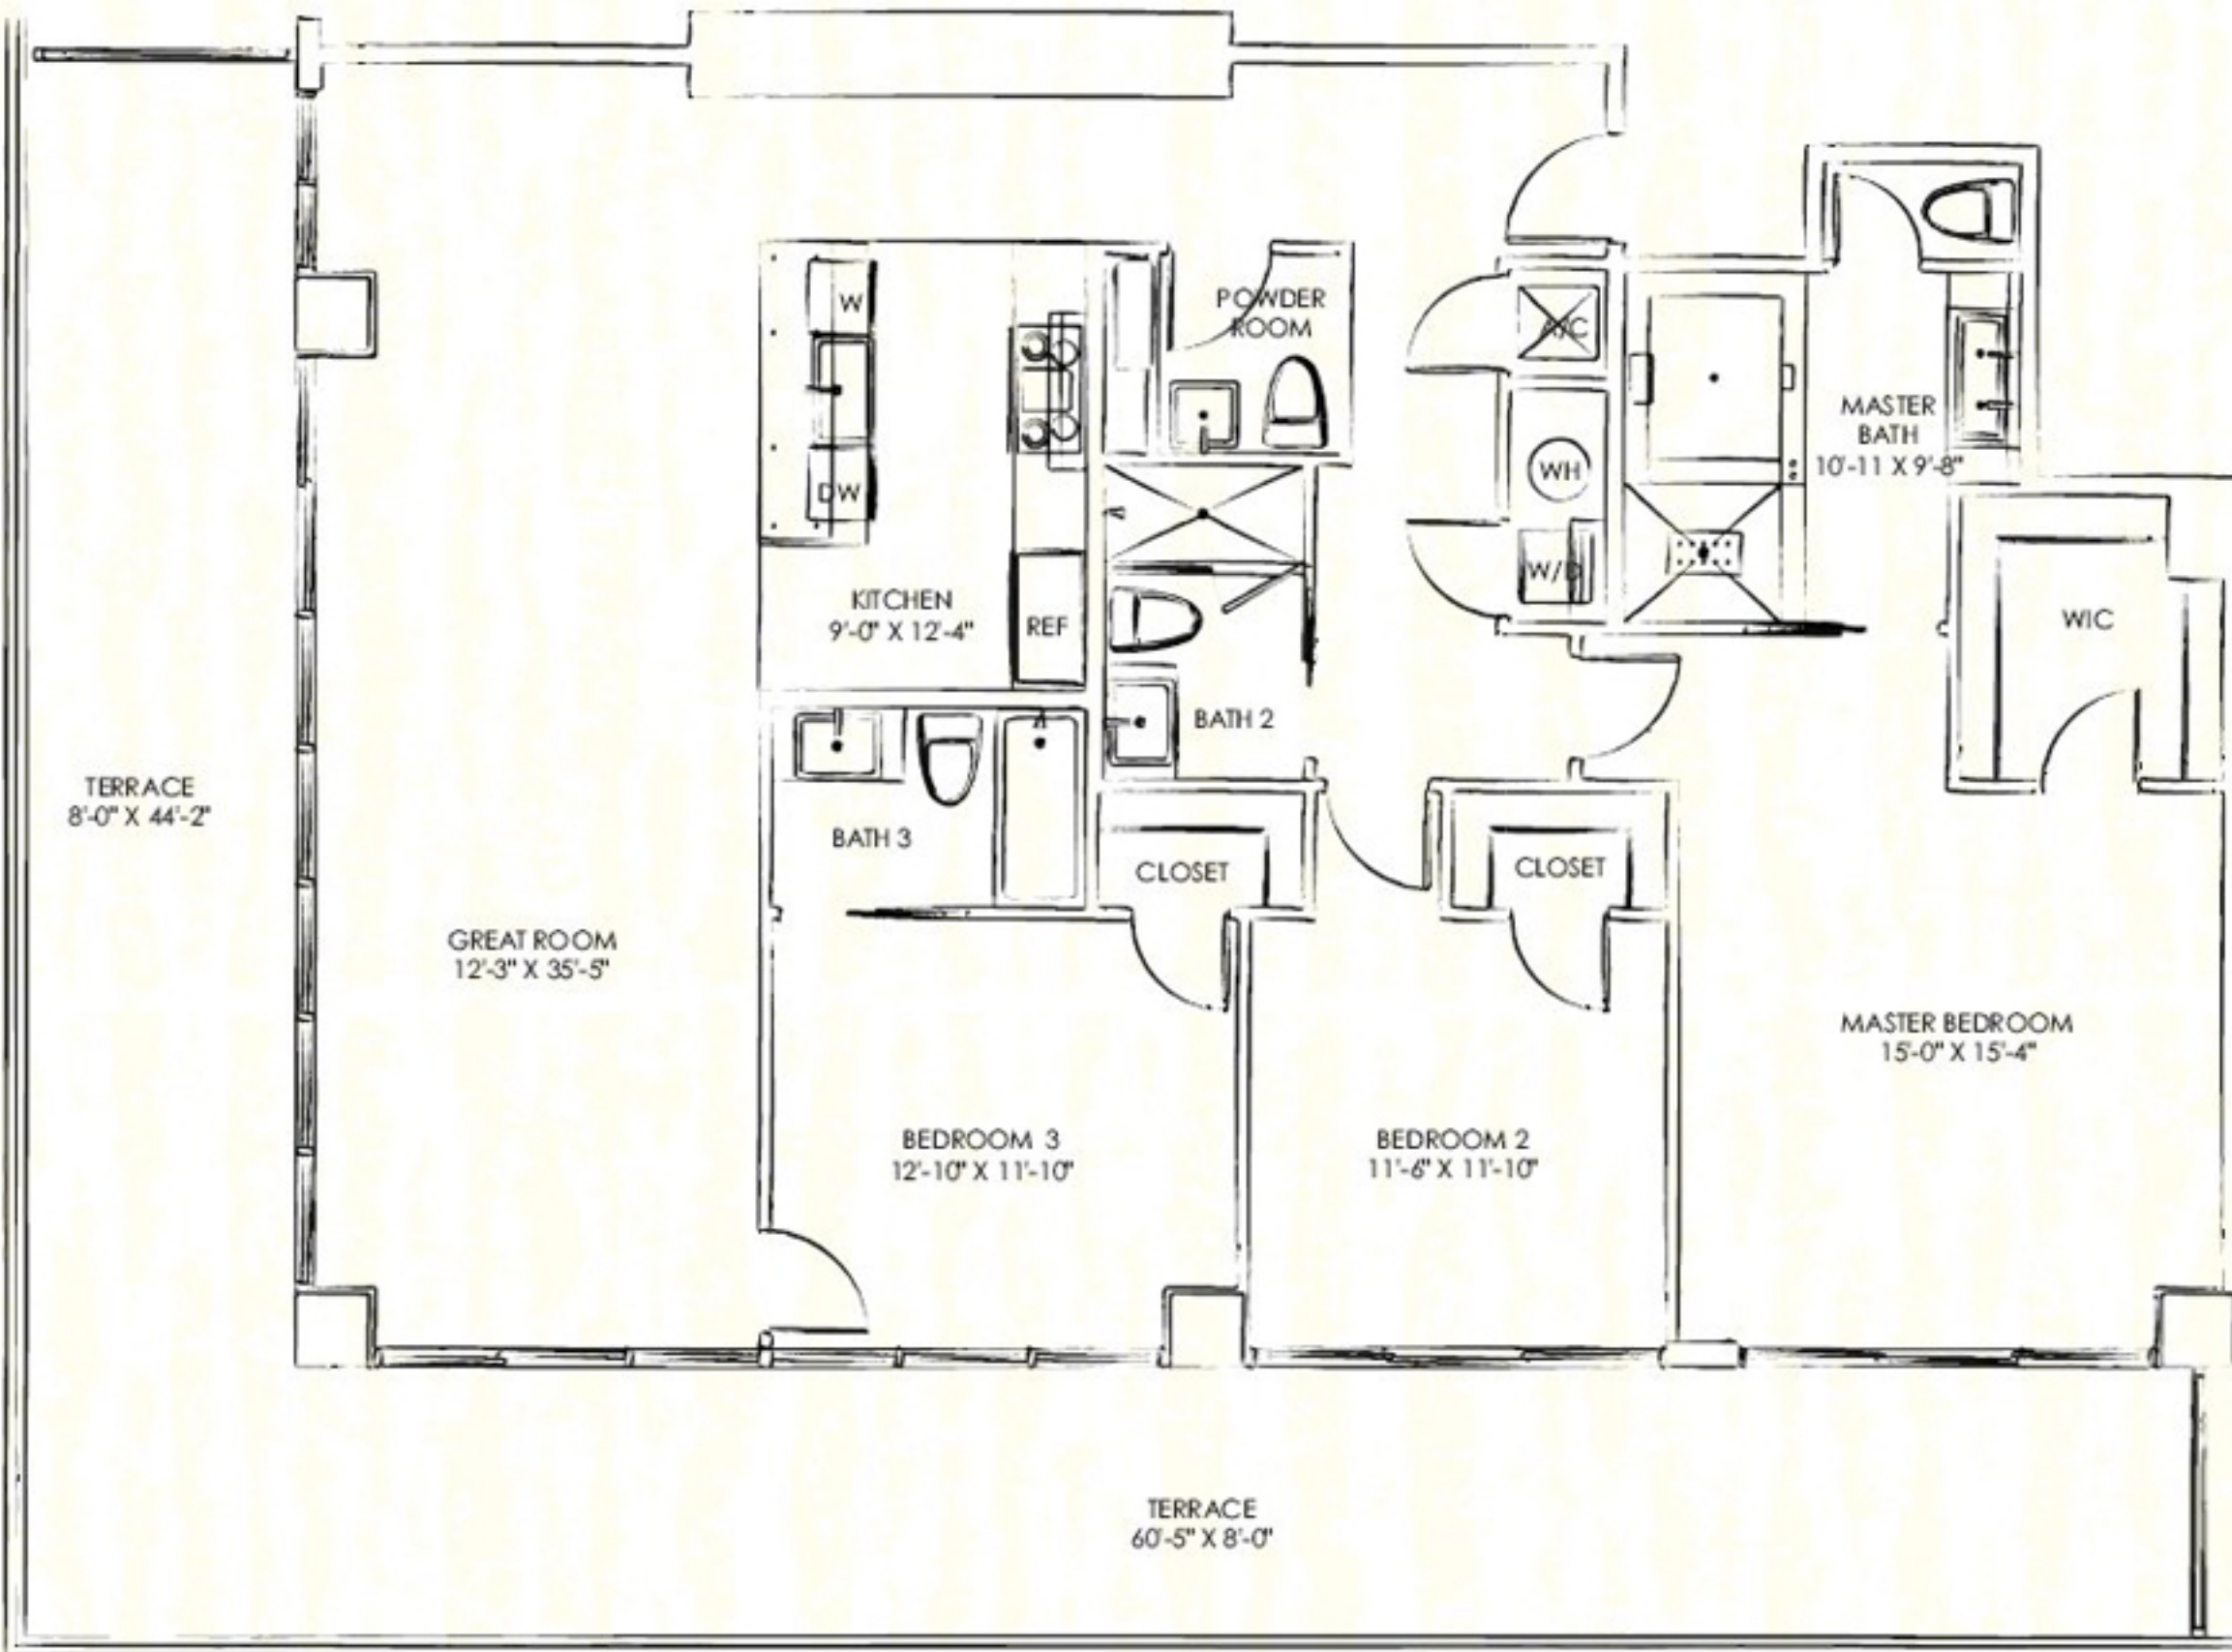 W
POWDER
ROOM
A/C
MASTER
BATH
10'-11 X 9'-8"
WH
DW
W/D
KITCHEN
9'-0" X 12'-4"
REF
WIC
BATH 2
TERRACE
8'-0" X 44'-2"
BATH 3
CLOSET
CLOSET
GREAT ROOM
12'-3" X 35'-5"
MASTER BEDROOM
15'-0" X 15'-4"
BEDROOM 3
12'-10" X 11'-10"
BEDROOM 2
11'-6" X 11'-10"
TERRACE
60'-5" X 8'-0"